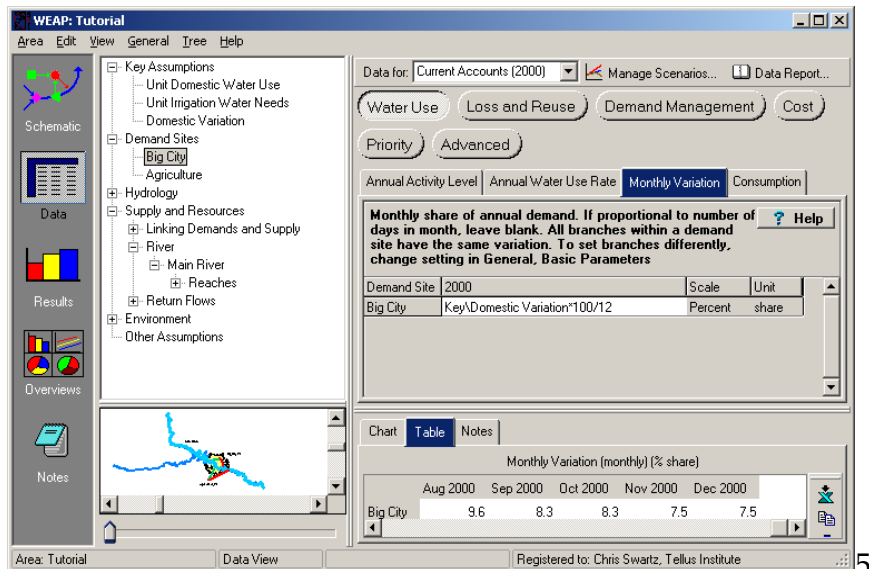 WEAP: Tutorial
Area Edit View General Tree Help
Schematic
Data
Results
Overviews
Notes
Key Assumptions
Unit Domestic Water Use
Unit Irrigation Water Needs
Domestic Variation
Demand Sites
Big City
Agriculture
Hydrology
Supply and Resources
Linking Demands and Supply
River
Main River
Reaches
Return Flows
Environment
Other Assumptions
Data for: Current Accounts (2000) Manage Scenarios... Data Report...
Water Use Loss and Reuse Demand Management Cost
Priority Advanced
Annual Activity Level Annual Water Use Rate Monthly Variation Consumption
Monthly share of annual demand. If proportional to number of
days in month, leave blank. All branches within a demand
site have the same variation. To set branches differently,
change setting in General, Basic Parameters
? Help
Demand Site 2000 Scale Unit
Big City Key\Domestic Variation*100/12 Percent share
Chart Table Notes
Monthly Variation (monthly) (% share)
Aug 2000 Sep 2000 Oct 2000 Nov 2000 Dec 2000
Big City 9.6 8.3 8.3 7.5 7.5
Area: Tutorial Data View Registered to: Chris Swartz, Tellus Institute
5